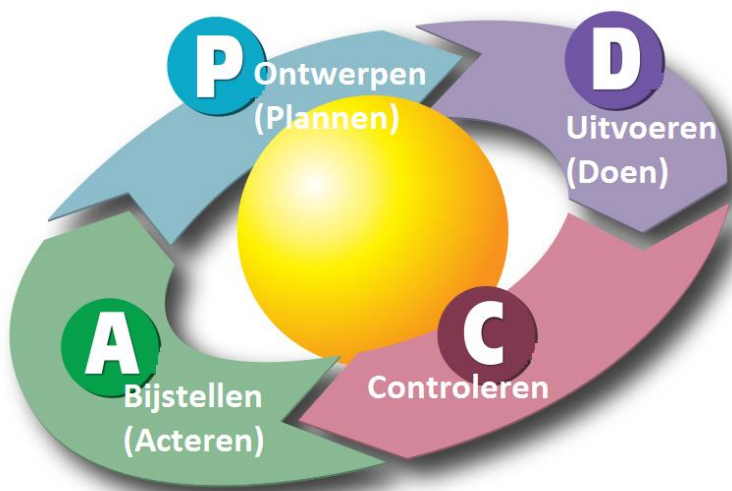 P
Ontwerpen
(Plannen)
D
Uitvoeren
(Doen)
C
Controleren
A
Bijstellen
(Acteren)